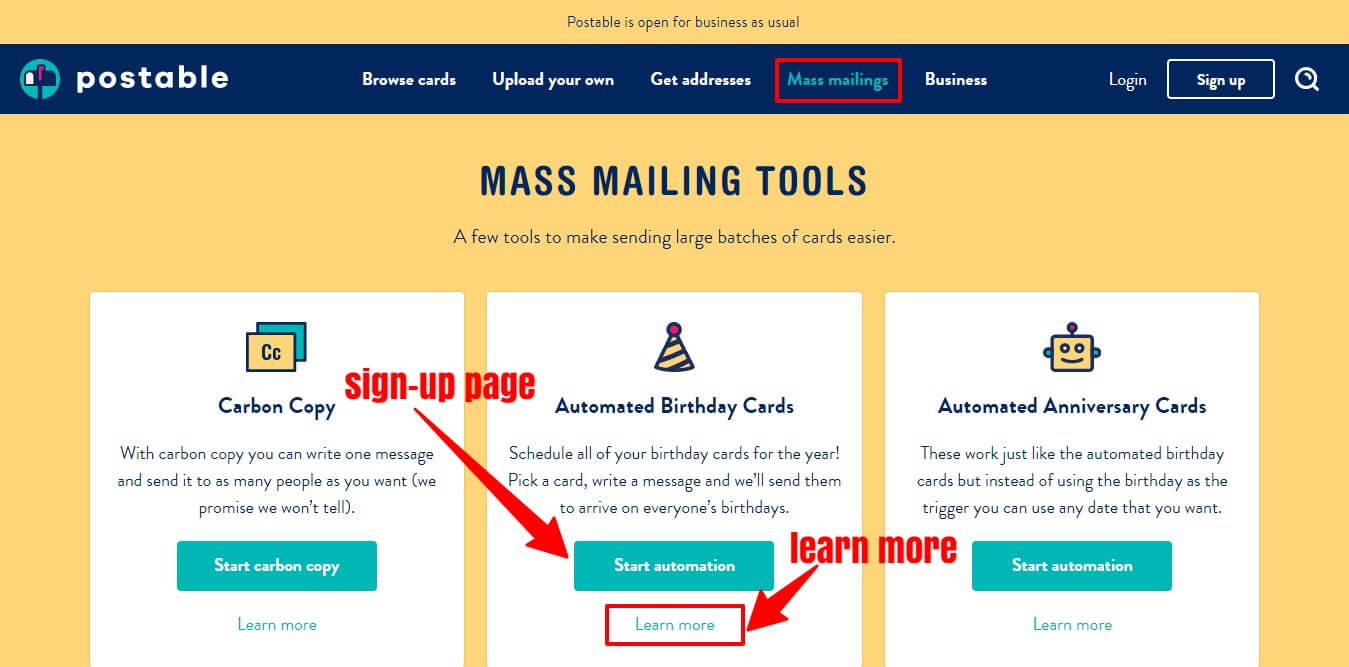 Postable is open for business as usual
postable
Browse cards
Upload your own
Get addresses
Mass mailings
Business
Login
Sign up
MASS MAILING TOOLS
A few tools to make sending large batches of cards easier.
Cc
Carbon Copy
With carbon copy you can write one message
and send it to as many people as you want (we
promise we won't tell).
Start carbon copy
Learn more
sign-up page
Automated Birthday Cards
Schedule all of your birthday cards for the year!
Pick a card, write a message and we'll send them
to arrive on everyone's birthdays.
Start automation
learn more
Learn more
Automated Anniversary Cards
These work just like the automated birthday
cards but instead of using the birthday as the
trigger you can use any date that you want.
Start automation
Learn more